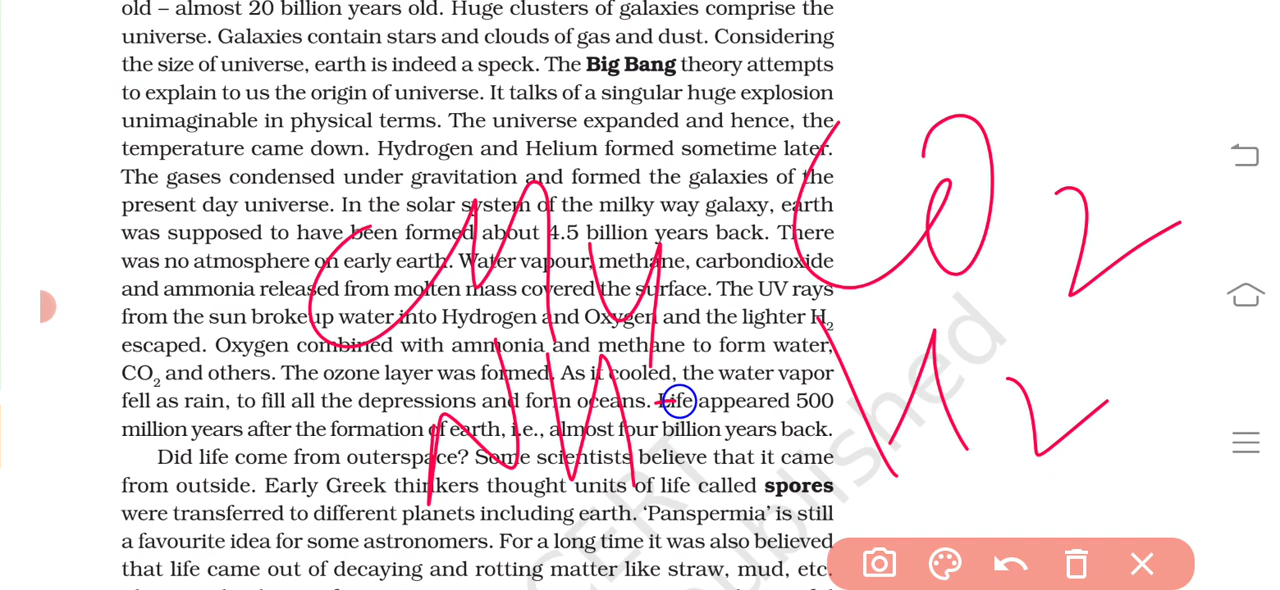 old – almost 20 billion years old. Huge clusters of galaxies comprise the
universe. Galaxies contain stars and clouds of gas and dust. Considering
the size of universe, earth is indeed a speck. The Big Bang theory attempts
to explain to us the origin of universe. It talks of a singular huge explosion
unimaginable in physical terms. The universe expanded and hence, the
temperature came down. Hydrogen and Helium formed sometime later.
The gases condensed under gravitation and formed the galaxies of the
present day universe. In the solar system of the milky way galaxy, earth
was supposed to have been formed about 4.5 billion years back. There
was no atmosphere on early earth. Water vapour, methane, carbondioxide
and ammonia released from molten mass covered the surface. The UV rays
from the sun brokeup water into Hydrogen and Oxygen and the lighter H2
escaped. Oxygen combined with ammonia and methane to form water,
CO2 and others. The ozone layer was formed. As it cooled, the water vapor
fell as rain, to fill all the depressions and form oceans. Life appeared 500
million years after the formation of earth, i.e., almost four billion years back.
Did life come from outerspace? Some scientists believe that it came
from outside. Early Greek thinkers thought units of life called spores
were transferred to different planets including earth. ‘Panspermia’ is still
a favourite idea for some astronomers. For a long time it was also believed
that life came out of decaying and rotting matter like straw, mud, etc.
CO2